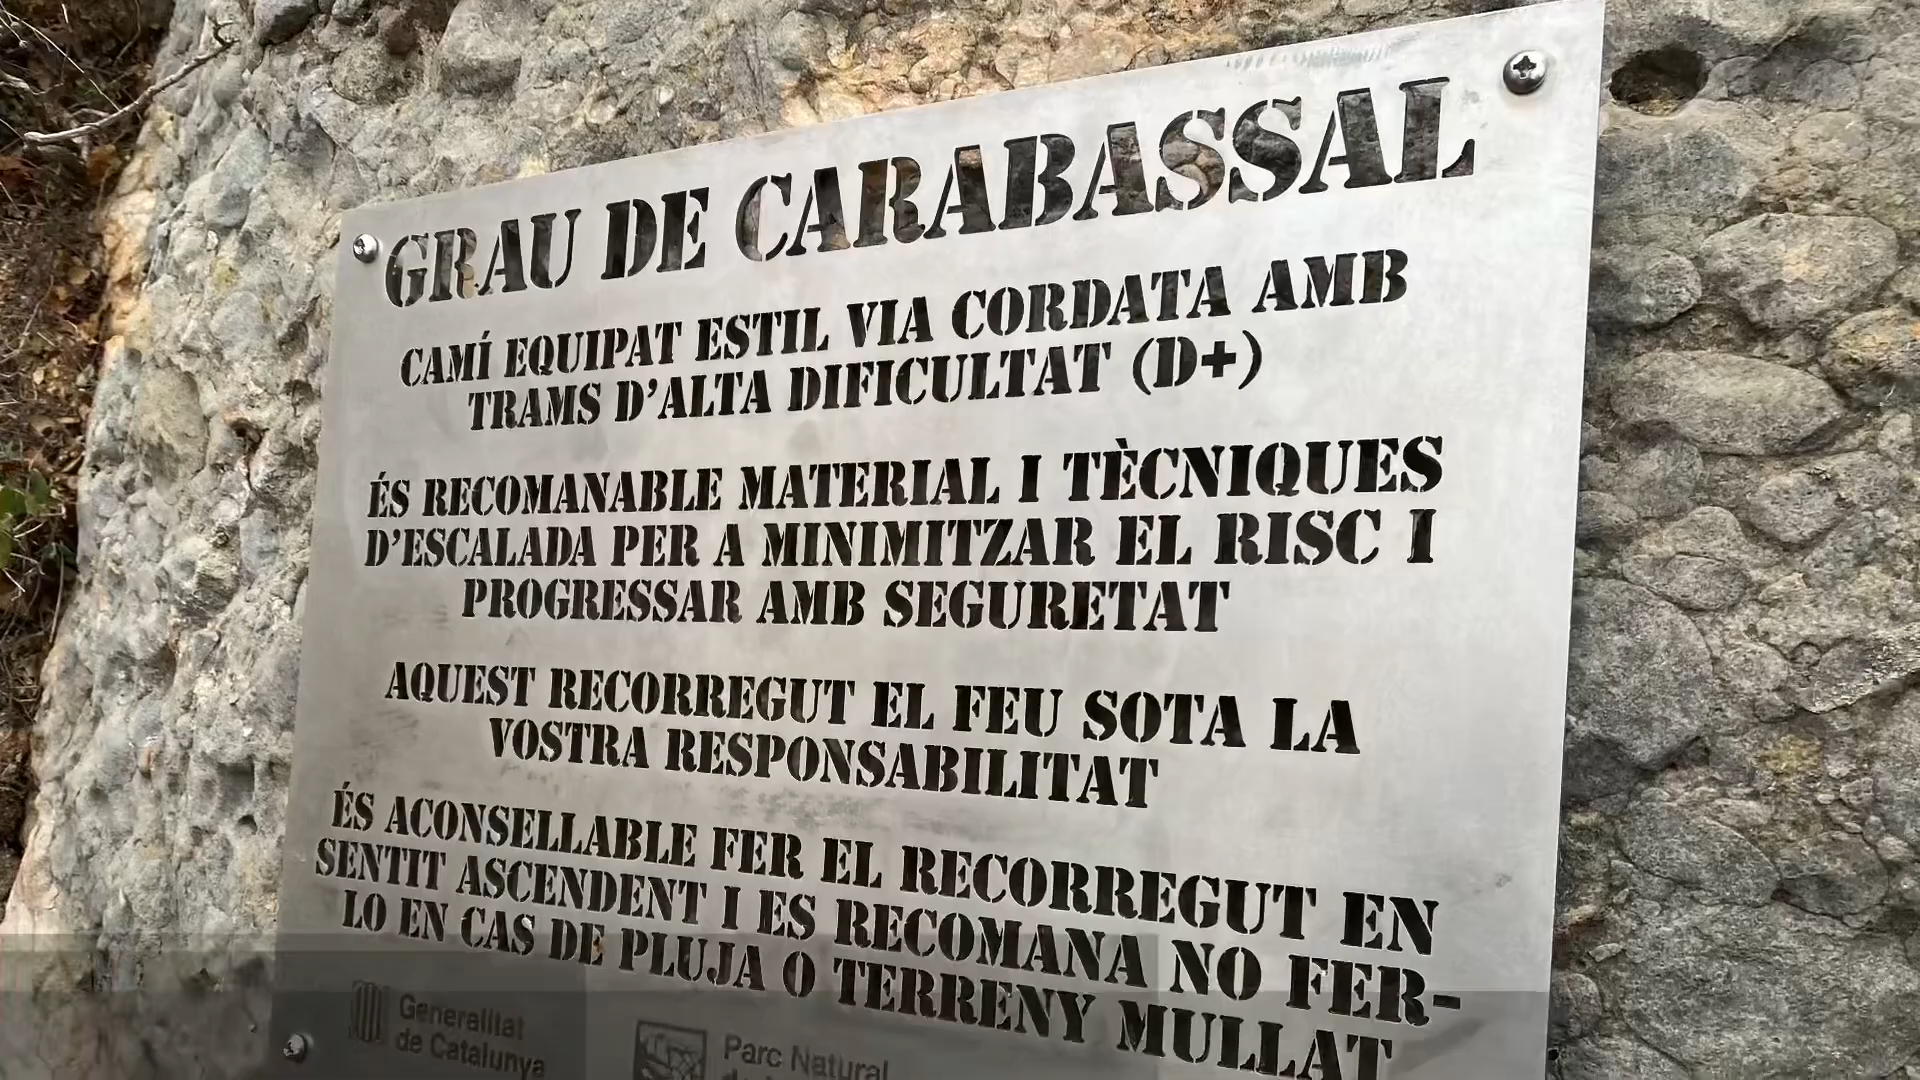 GRAU DE CARABASSAL
CAMÍ EQUIPAT ESTIL VIA CORDATA AMB
TRAMS D'ALTA DIFICULTAT (D+)
ÉS RECOMANABLE MATERIAL I TÈCNIQUES
D'ESCALADA PER A MINIMITZAR EL RISC I
PROGRESSAR AMB SEGURETAT
AQUEST RECORREGUT EL FEU SOTA LA
VOSTRA RESPONSABILITAT
ÉS ACONSELLABLE FER EL RECORREGUT EN
SENTIT ASCENDENT I ES RECOMANA NO FER-
LO EN CAS DE PLUJA O TERRENY MULLAT
Generalitat
de Catalunya
Parc Natural